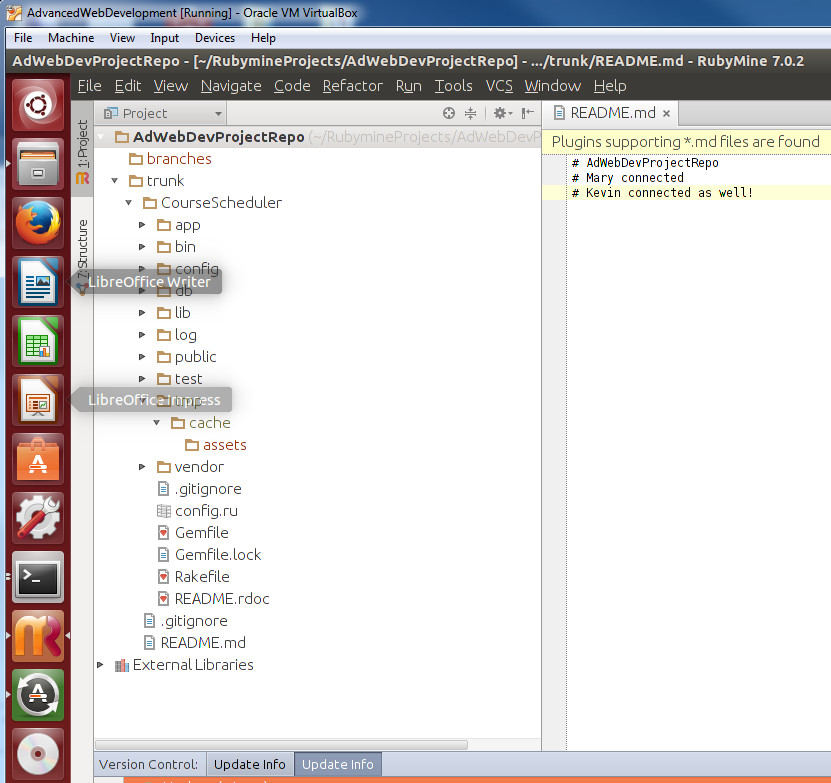 AdvancedWebDevelopment [Running] - Oracle VM VirtualBox
File Machine View Input Devices Help
AdWebDevProjectRepo - [~/RubymineProjects/AdWebDevProjectRepo] - .../trunk/README.md - RubyMine 7.0.2
File Edit View Navigate Code Refactor Run Tools VCS Window Help
Project
README.md
1: Project
7: Structure
AdWebDevProjectRepo (~/RubymineProjects/AdWebDevP
Plugins supporting *.md files are found
# AdWebDevProjectRepo
# Mary connected
# Kevin connected as well!
branches
trunk
CourseScheduler
app
bin
config
LibreOffice Writer
db
lib
log
public
test
LibreOffice Impress
cache
assets
vendor
.gitignore
config.ru
Gemfile
Gemfile.lock
Rakefile
README.rdoc
.gitignore
README.md
External Libraries
Version Control: Update Info Update Info